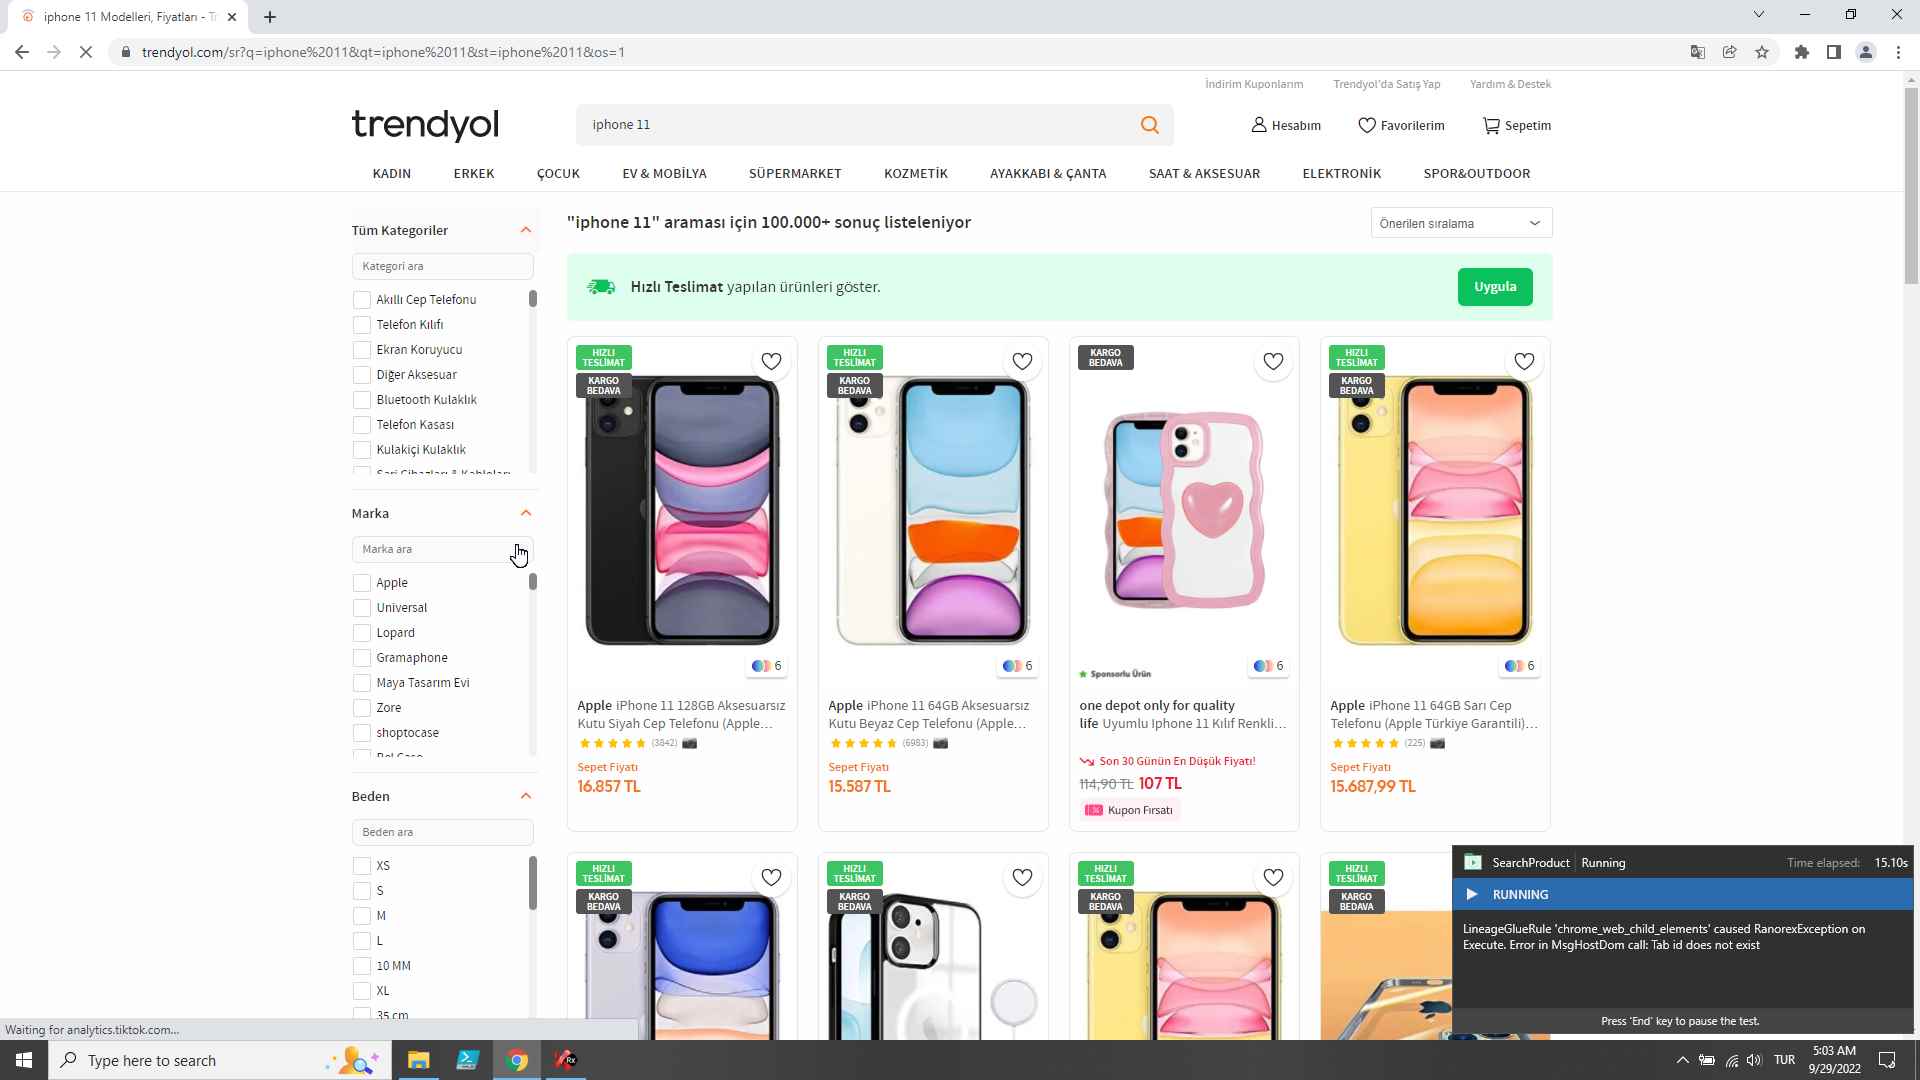 iphone 11 Modelleri, Fiyatları - Tr
trendyol.com/sr?q=iphone%2011&qt=iphone%2011&st=iphone%2011&os=1
İndirim Kuponlarım
Trendyol'da Satış Yap
Yardım & Destek
trendyol
iphone 11
Hesabım
Favorilerim
Sepetim
KADIN
ERKEK
ÇOCUK
EV & MOBİLYA
SÜPERMARKET
KOZMETİK
AYAKKABI & ÇANTA
SAAT & AKSESUAR
ELEKTRONİK
SPOR&OUTDOOR
Tüm Kategoriler
Kategori ara
Akıllı Cep Telefonu
Telefon Kılıfı
Ekran Koruyucu
Diğer Aksesuar
Bluetooth Kulaklık
Telefon Kasası
Kulakiçi Kulaklık
Şarj Cihazları & Kabloları
Marka
Marka ara
Apple
Universal
Lopard
Gramaphone
Maya Tasarım Evi
Zore
shoptocase
Bel Case
Beden
Beden ara
XS
S
M
L
10 MM
XL
35 cm
"iphone 11" araması için 100.000+ sonuç listeleniyor
Önerilen sıralama
Hızlı Teslimat yapılan ürünleri göster.
Uygula
HIZLI
TESLİMAT
KARGO
BEDAVA
6
Apple iPhone 11 128GB Aksesuarsız
Kutu Siyah Cep Telefonu (Apple...
(3842)
Sepet Fiyatı
16.857 TL
HIZLI
TESLİMAT
KARGO
BEDAVA
6
Apple iPhone 11 64GB Aksesuarsız
Kutu Beyaz Cep Telefonu (Apple...
(6983)
Sepet Fiyatı
15.587 TL
KARGO
BEDAVA
Sponsorlu Ürün
6
one depot only for quality
life Uyumlu Iphone 11 Kılıf Renkli...
Son 30 Günün En Düşük Fiyatı!
114,90 TL 107 TL
Kupon Fırsatı
HIZLI
TESLİMAT
KARGO
BEDAVA
6
Apple iPhone 11 64GB Sarı Cep
Telefonu (Apple Türkiye Garantili)...
(225)
Sepet Fiyatı
15.687,99 TL
HIZLI
TESLİMAT
KARGO
BEDAVA
HIZLI
TESLİMAT
KARGO
BEDAVA
HIZLI
TESLİMAT
KARGO
BEDAVA
HIZLI
TESLİMAT
KARGO
BEDAVA
SearchProduct Running
Time elapsed: 15.10s
RUNNING
LineageGlueRule 'chrome_web_child_elements' caused RanorexException on
Execute. Error in MsgHostDom call: Tab id does not exist
Press 'End' key to pause the test.
Waiting for analytics.tiktok.com...
Type here to search
Rx
TUR
5:03 AM
9/29/2022